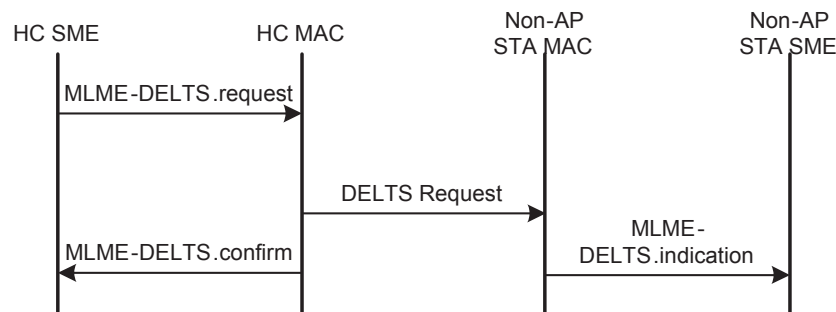 HC SME
HC MAC
Non-AP
STA MAC
Non-AP
STA SME
MLME-DELTS.request
DELTS Request
MLME-DELTS.confirm
MLME-
DELTS.indication